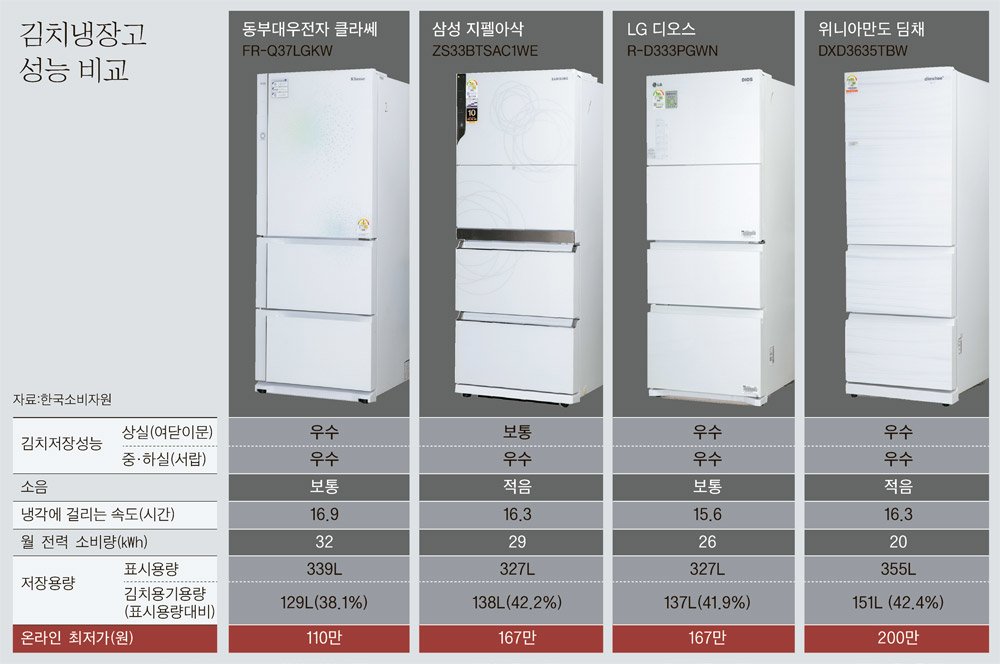 김치냉장고
성능 비교
동부대우전자 클라쎄
FR-Q37LGKW
삼성 지펠아삭
ZS33BTSAC1WE
LG 디오스
R-D333PGWN
위니아만도 딤채
DXD3635TBW
Klasse
SAMSUNG
10
LG
DIOS
dimchae
자료:한국소비자원
김치저장성능 상실(여닫이문) 우수 보통 우수 우수
중·하실(서랍) 우수 우수 우수 우수
소음 보통 적음 보통 적음
냉각에 걸리는 속도(시간) 16.9 16.3 15.6 16.3
월 전력 소비량(kWh) 32 29 26 20
저장용량 표시용량 339L 327L 327L 355L
김치용기용량
(표시용량대비) 129L(38.1%) 138L(42.2%) 137L(41.9%) 151L (42.4%)
온라인 최저가(원) 110만 167만 167만 200만